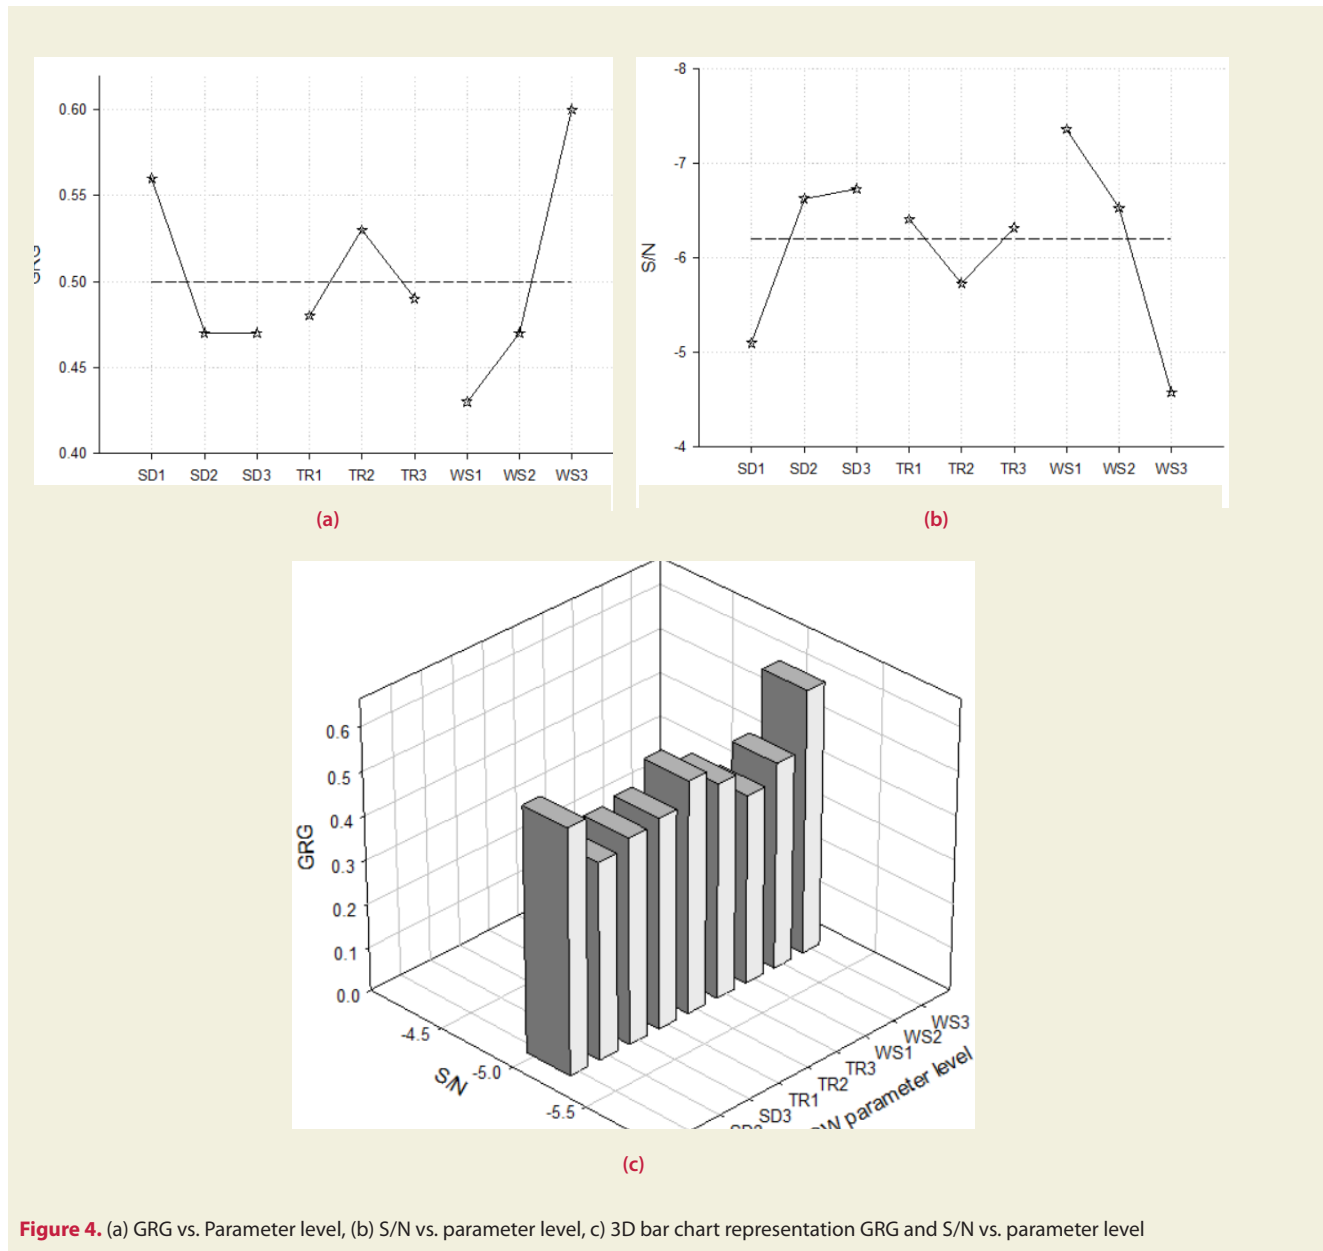 0.60
0.55
0.50
0.45
0.40
GRG
SD1 SD2 SD3 TR1 TR2 TR3 WS1 WS2 WS3
(a)
-8
-7
-6
-5
-4
S/N
SD1 SD2 SD3 TR1 TR2 TR3 WS1 WS2 WS3
(b)
0.6
0.5
0.4
0.3
0.2
0.1
0.0
GRG
-4.5
-5.0
-5.5
S/N
SD3
TR1
TR2
TR3
WS1
WS2
WS3
parameter level
(c)
Figure 4. (a) GRG vs. Parameter level, (b) S/N vs. parameter level, c) 3D bar chart representation GRG and S/N vs. parameter level